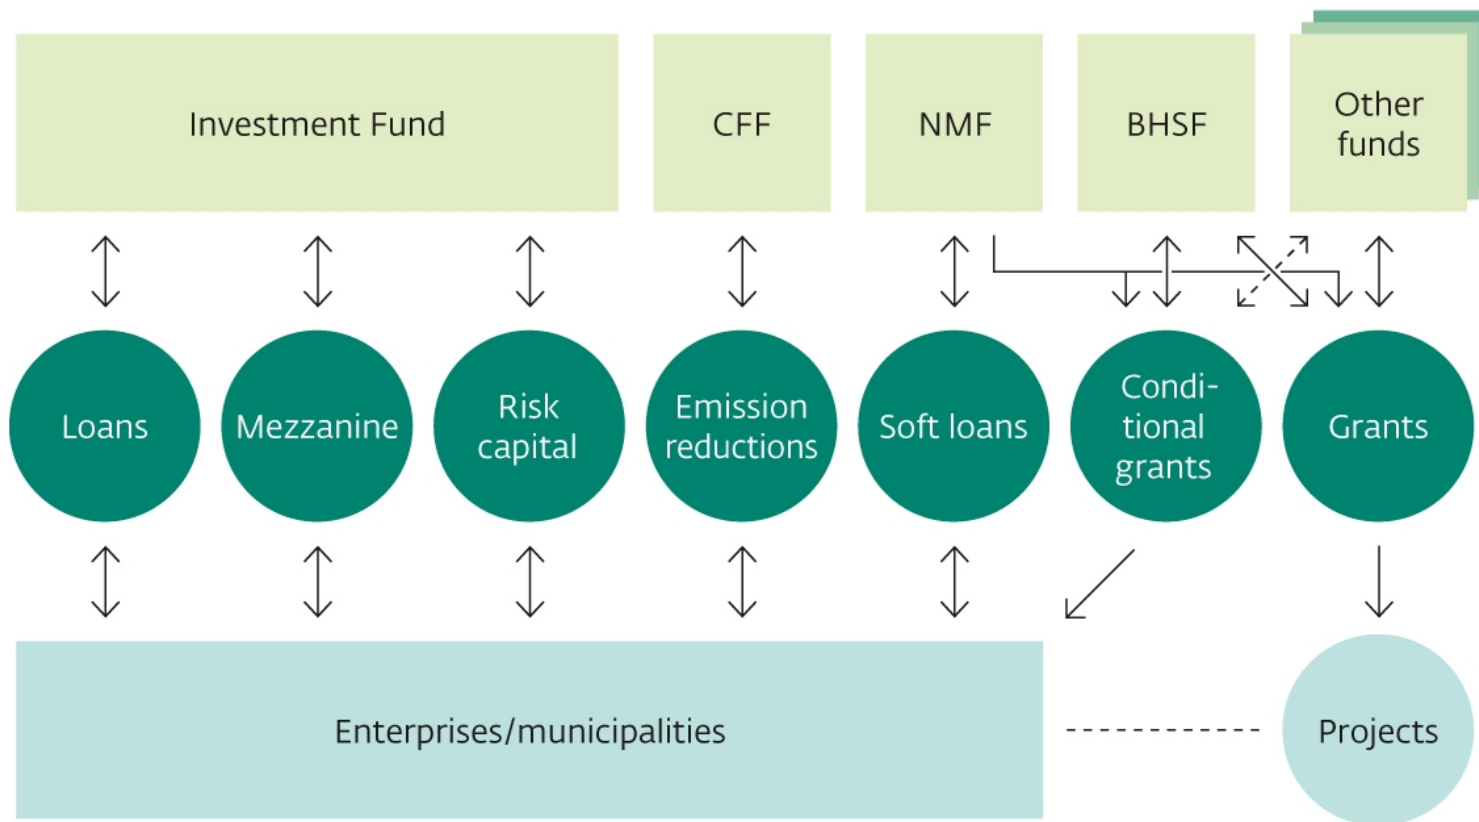 Investment Fund
CFF
NMF
BHSF
Other
funds
Loans
Mezzanine
Risk
capital
Emission
reductions
Soft loans
Condi-
tional
grants
Grants
Enterprises/municipalities
Projects